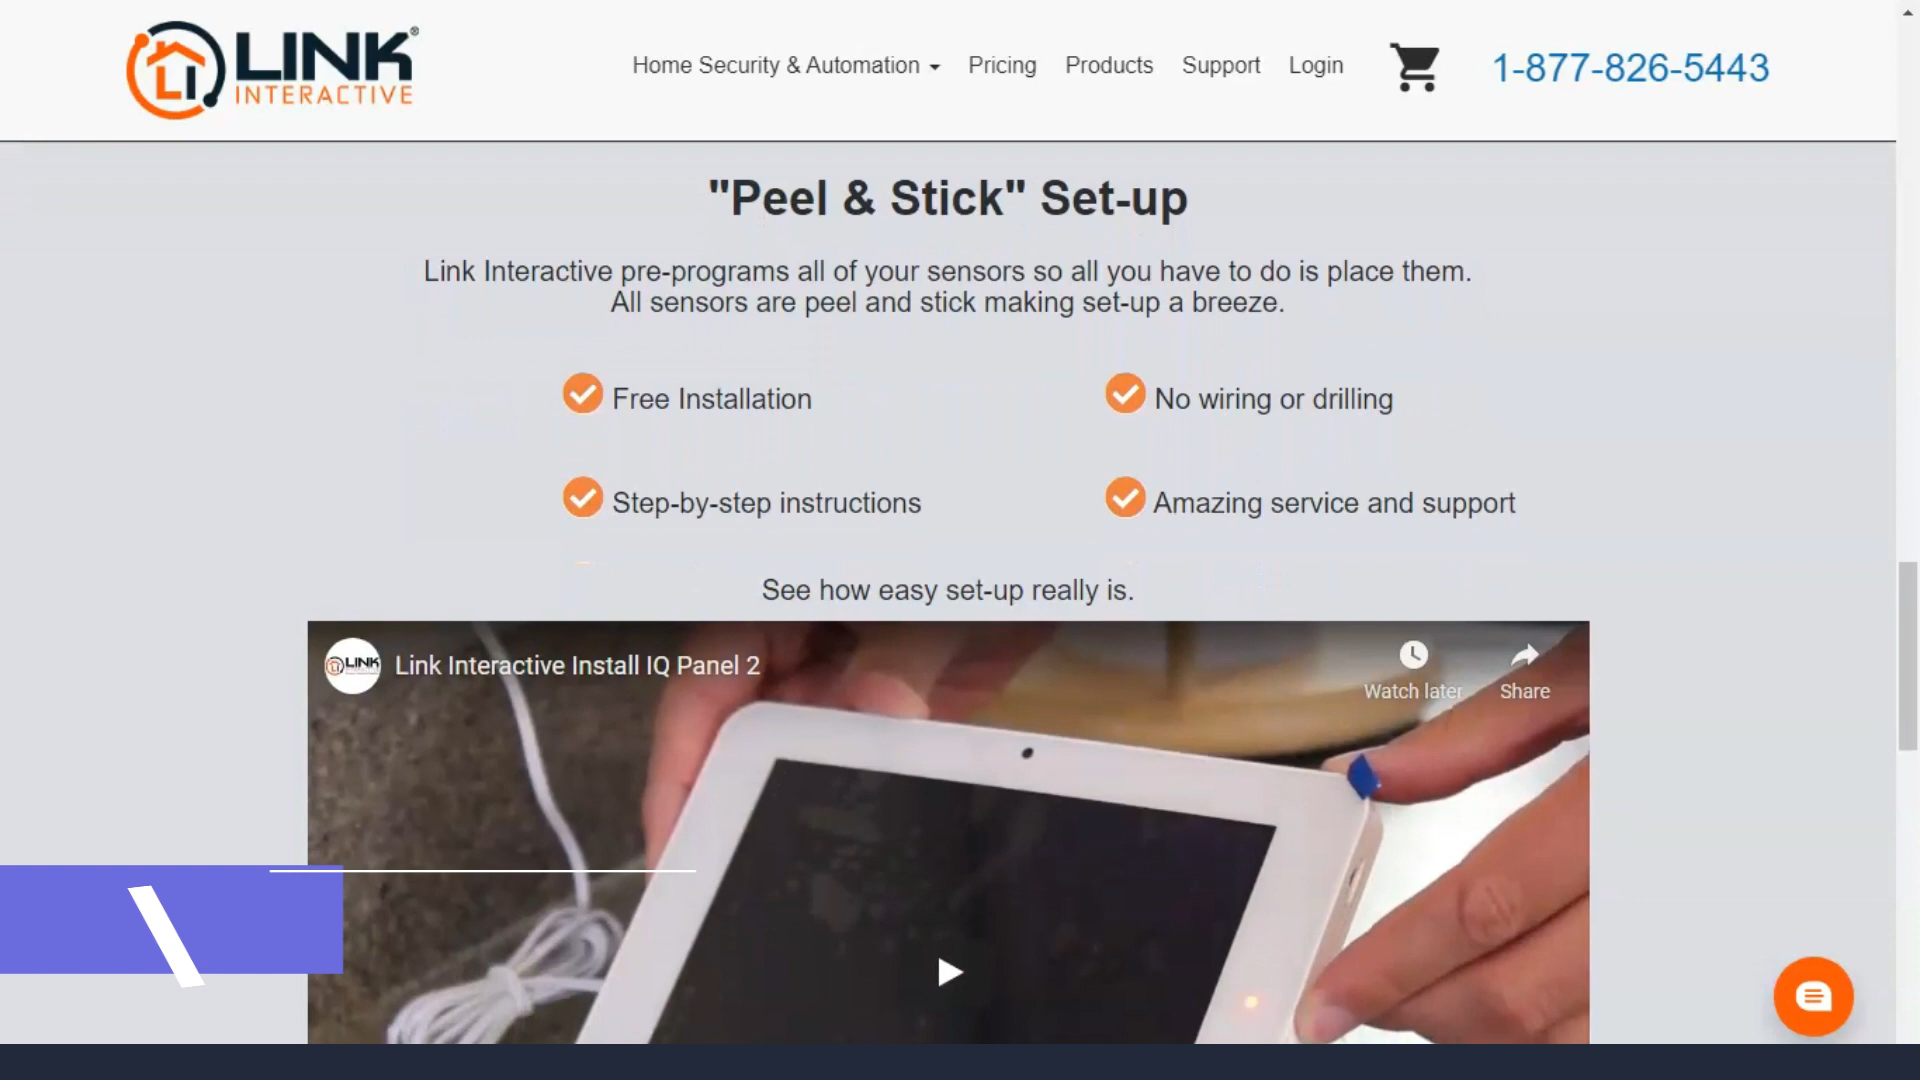 LINK®
INTERACTIVE
LI
Home Security & Automation
Pricing
Products
Support
Login
1-877-826-5443
"Peel & Stick" Set-up
Link Interactive pre-programs all of your sensors so all you have to do is place them.
All sensors are peel and stick making set-up a breeze.
Free Installation
No wiring or drilling
Step-by-step instructions
Amazing service and support
See how easy set-up really is.
LINK
Link Interactive Install IQ Panel 2
Watch later
Share